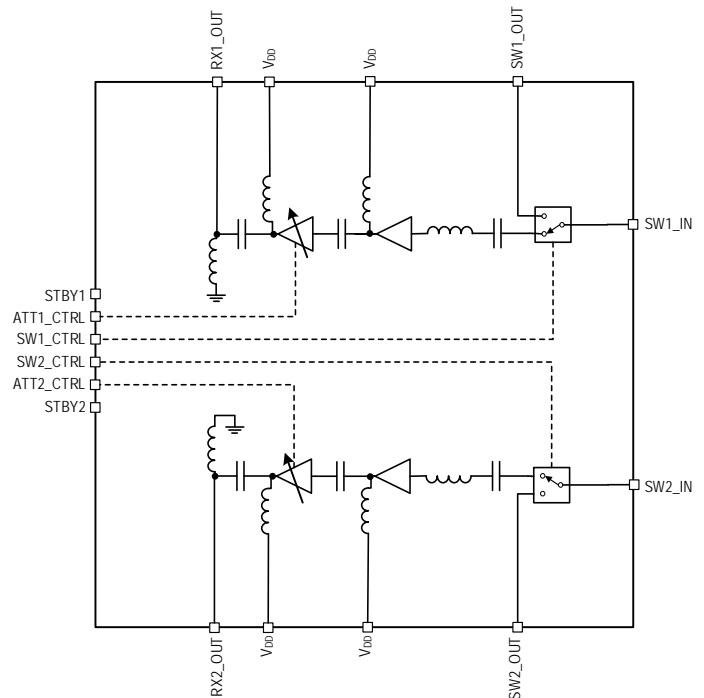 RX1_OUT
VDD
VDD
SW1_OUT
SW1_IN
STBY1
ATT1_CTRL
SW1_CTRL
SW2_CTRL
ATT2_CTRL
STBY2
SW2_IN
RX2_OUT
VDD
VDD
SW2_OUT